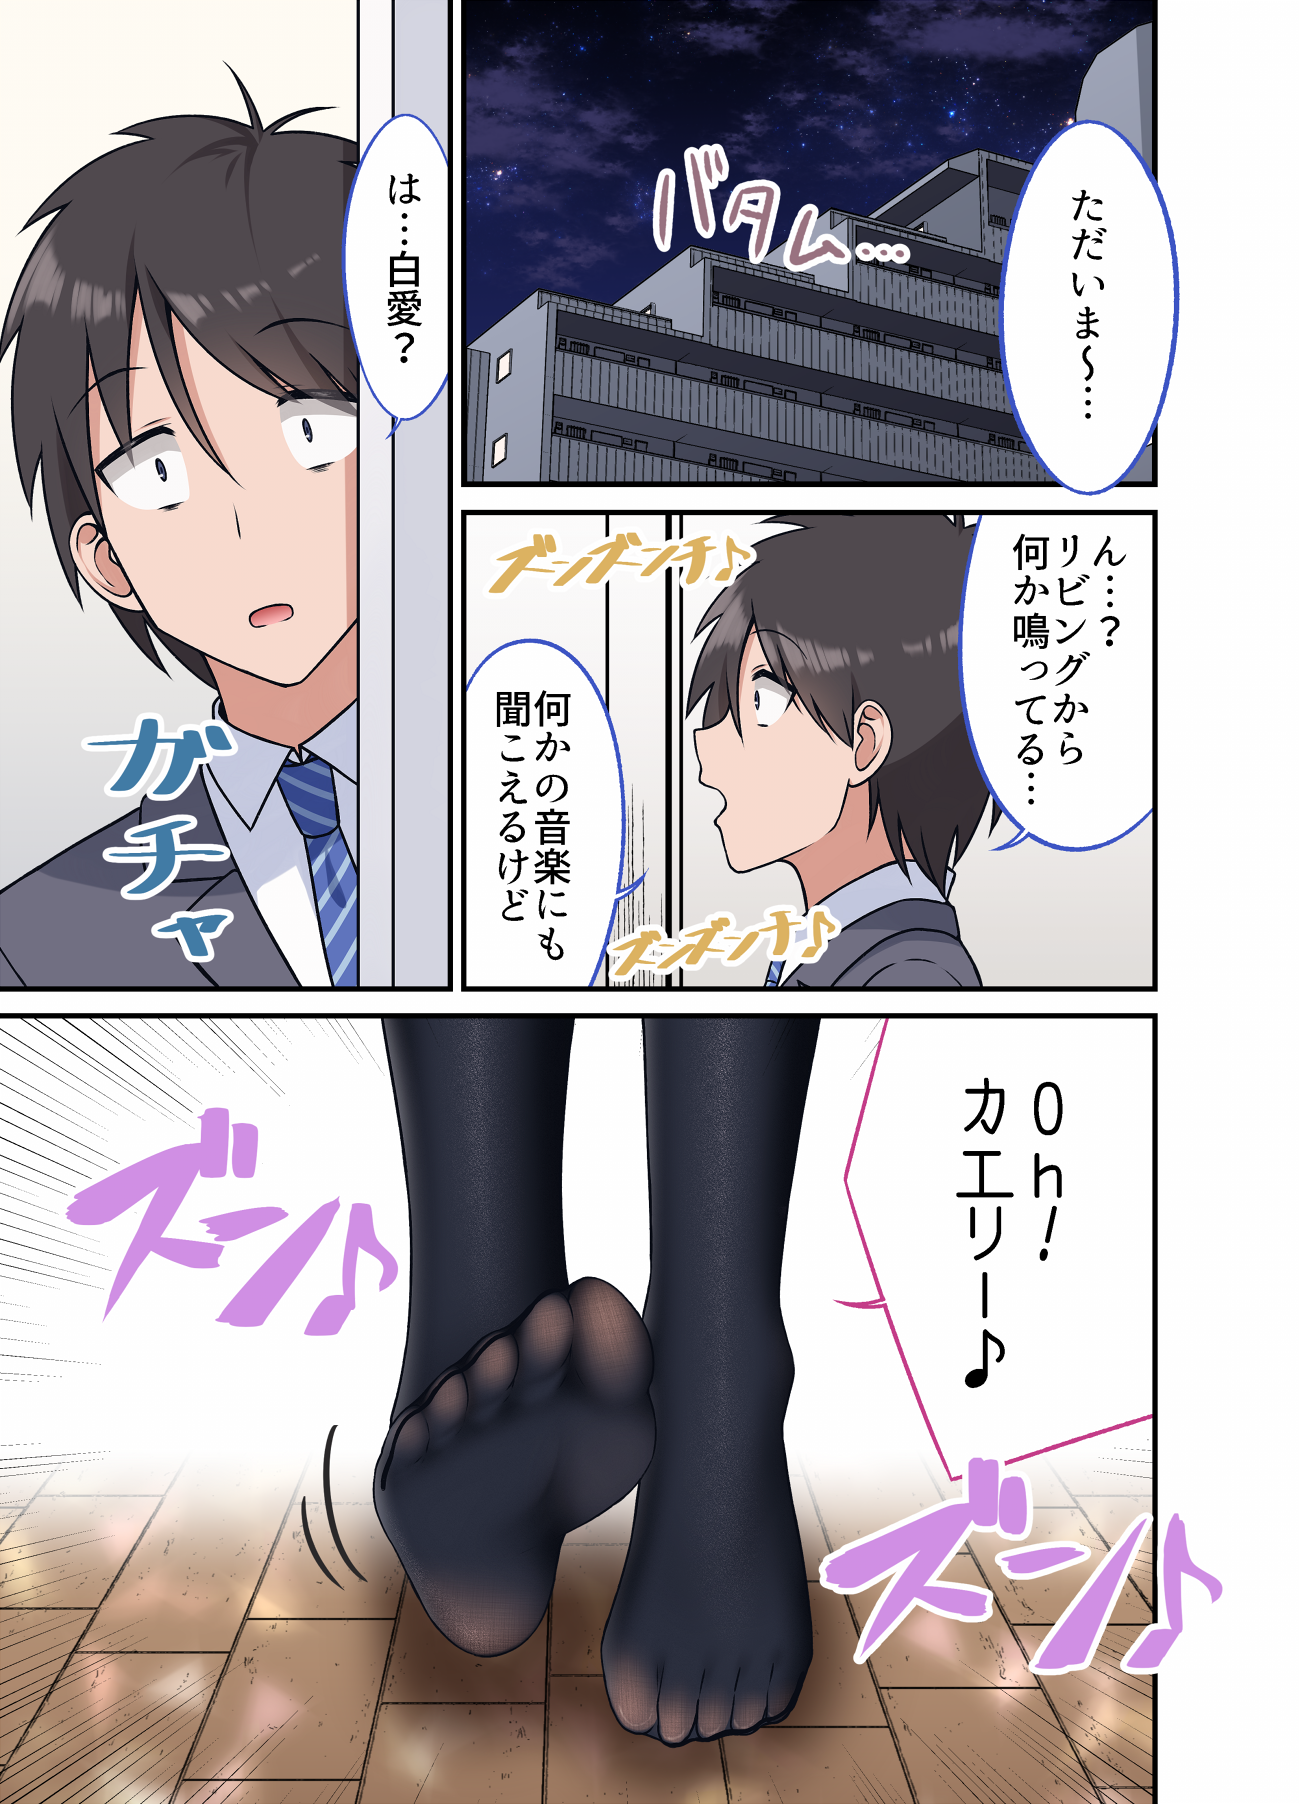 ただいま～…
バタム…
ん…？
リビングから
何か鳴ってる…
ズンズンチ♪
何かの音楽にも
聞こえるけど
ズンズンチ♪
は…白愛？
ガチャ
Oh!
カエリー♪
ズン♪
ズン♪